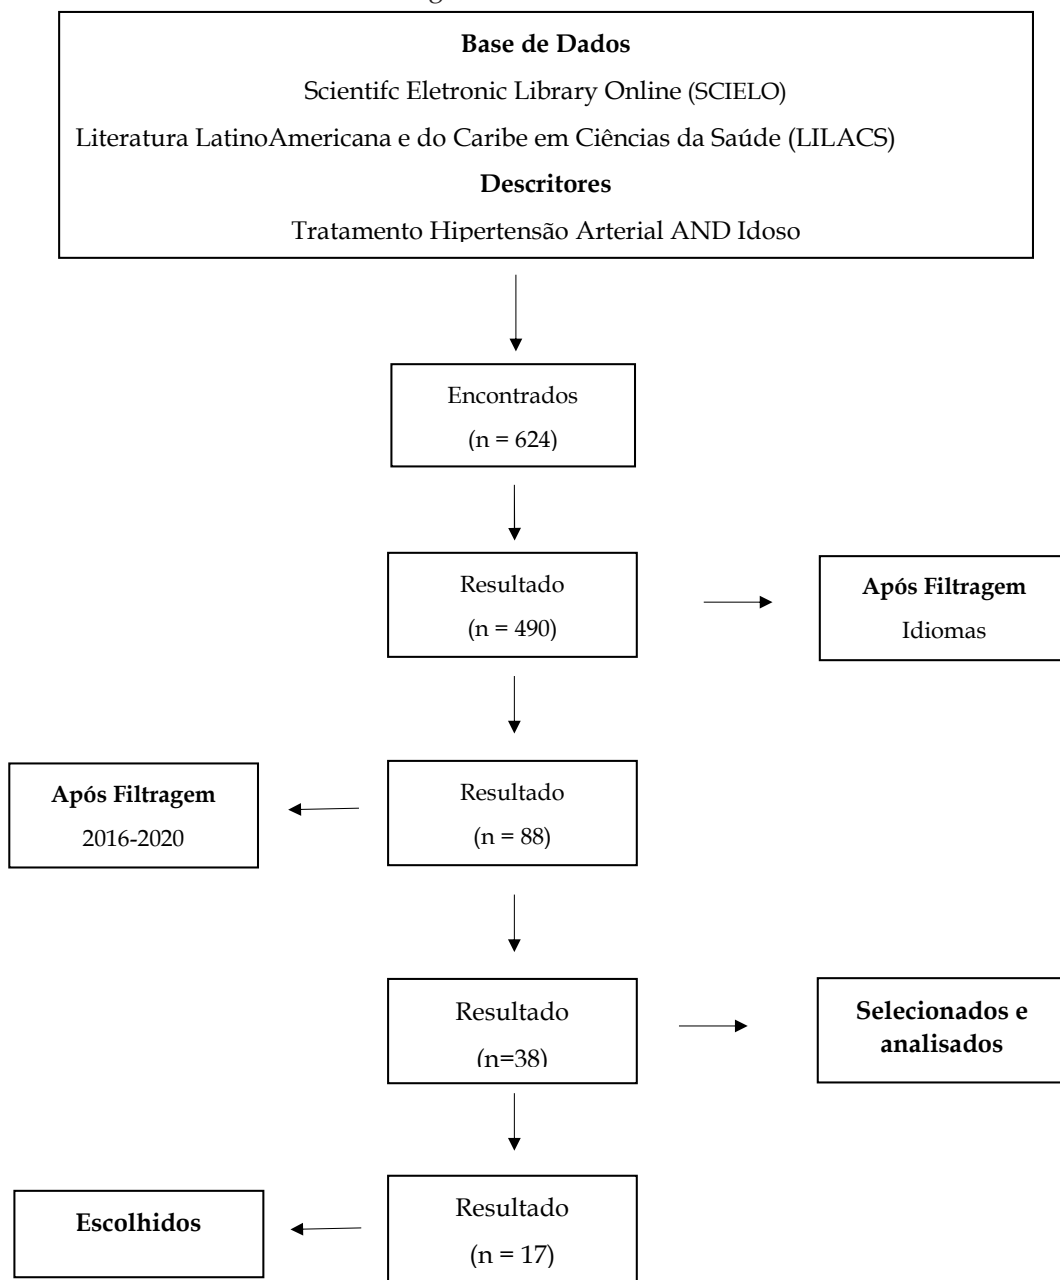 Base de Dados
Scientifc Eletronic Library Online (SCIELO)
Literatura LatinoAmericana e do Caribe em Ciências da Saúde (LILACS)
Descritores
Tratamento Hipertensão Arterial AND Idoso
Encontrados
(n = 624)
Resultado
(n = 490)
Após Filtragem
Idiomas
Resultado
(n = 88)
Após Filtragem
2016-2020
Resultado
(n=38)
Selecionados e
analisados
Resultado
(n = 17)
Escolhidos